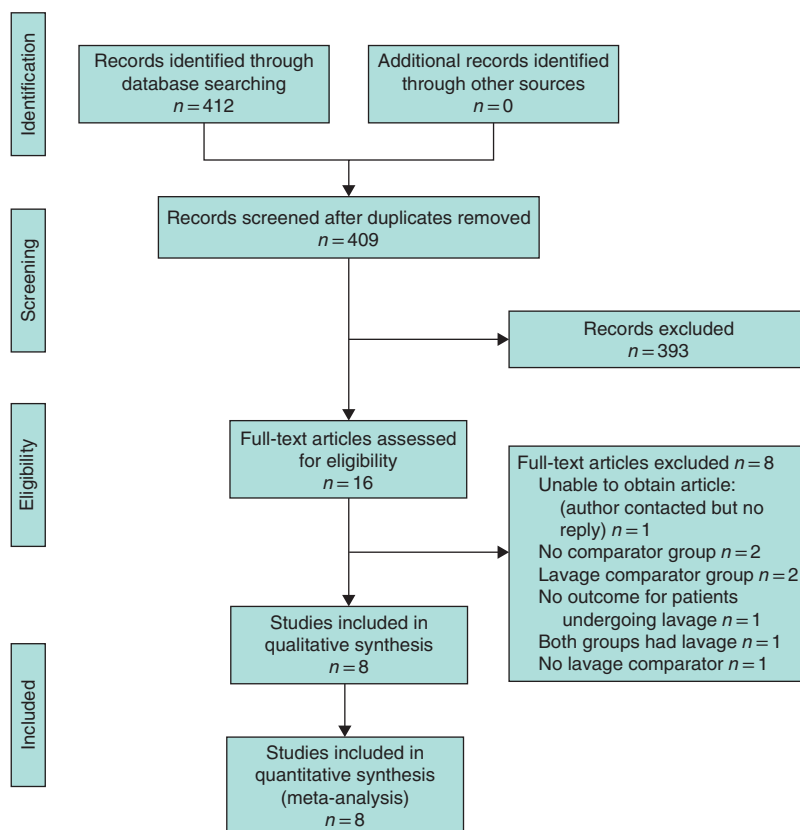 Identification
Records identified through
database searching
n = 412
Additional records identified
through other sources
n = 0
Screening
Records screened after duplicates removed
n = 409
Records excluded
n = 393
Eligibility
Full-text articles assessed
for eligibility
n = 16
Full-text articles excluded n = 8
Unable to obtain article:
(author contacted but no
reply) n = 1
No comparator group n = 2
Lavage comparator group n = 2
No outcome for patients
undergoing lavage n = 1
Both groups had lavage n = 1
No lavage comparator n = 1
Included
Studies included in
qualitative synthesis
n = 8
Studies included in
quantitative synthesis
(meta-analysis)
n = 8